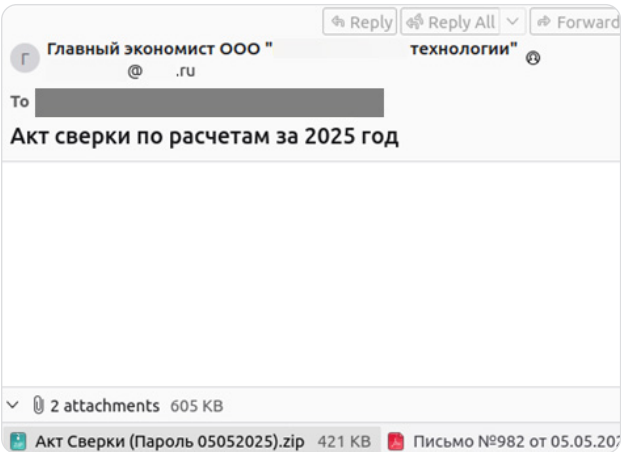 Reply Reply All Forward
Главный экономист ООО " технологии"
Г
@ .ru
To
Акт сверки по расчетам за 2025 год
2 attachments 605 KB
Акт Сверки (Пароль 05052025).zip 421 KB Письмо №982 от 05.05.202